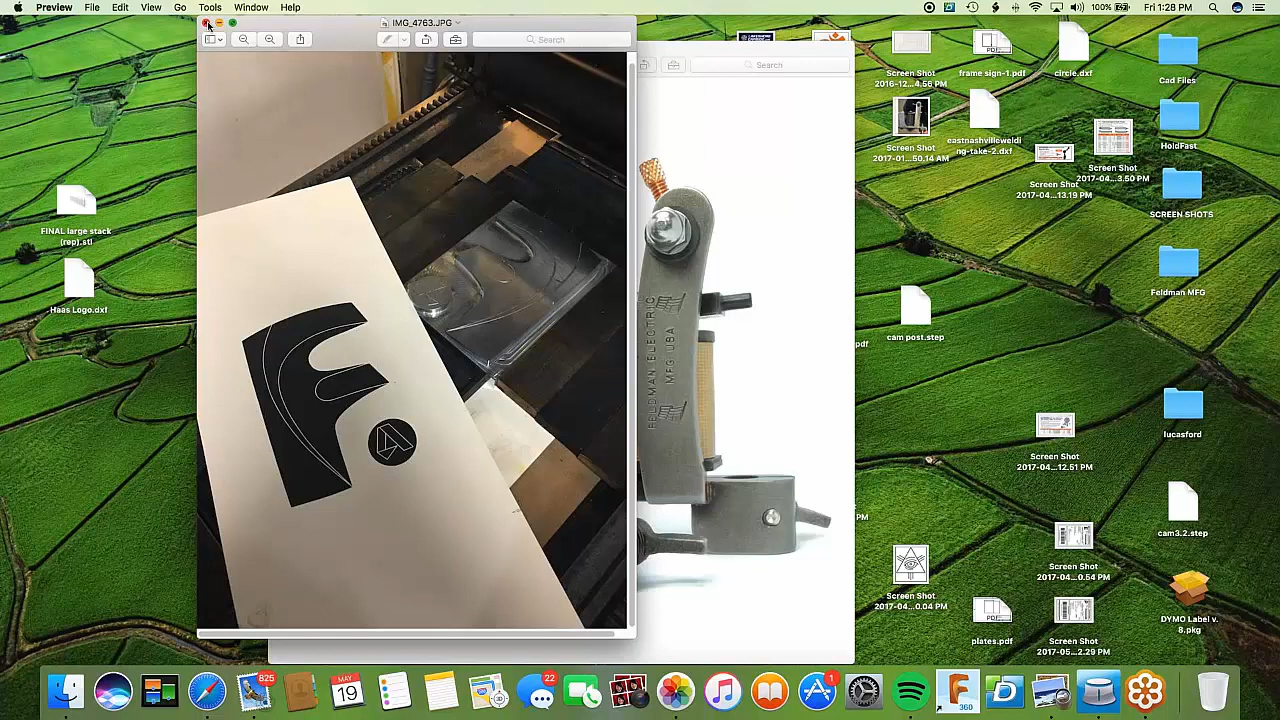 Preview File Edit View Go Tools Window Help
100% Fri 1:28 PM
IMG_4763.JPG
Search
Search
FINAL large stack
(rep).stl
Haas Logo.dxf
F
A
FELDMAN ELECTRIC
MFG USA
Screen Shot
2016-12...4.56 PM
frame sign-1.pdf
circle.dxf
Cad Files
Screen Shot
2017-01...50.14 AM
eastnashvilleweldi
ng-take-2.dxf
Screen Shot
2017-04...3.50 PM
HoldFast
Screen Shot
2017-04...13.19 PM
SCREEN SHOTS
Feldman MFG
cam post.step
pdf
lucasford
Screen Shot
2017-04...12.51 PM
PM
cam3.2.step
Screen Shot
2017-04...0.04 PM
Screen Shot
2017-04...0.54 PM
plates.pdf
Screen Shot
2017-05...2.29 PM
DYMO Label v.
8.pkg
825
MAY
19
22
1
F
360
D